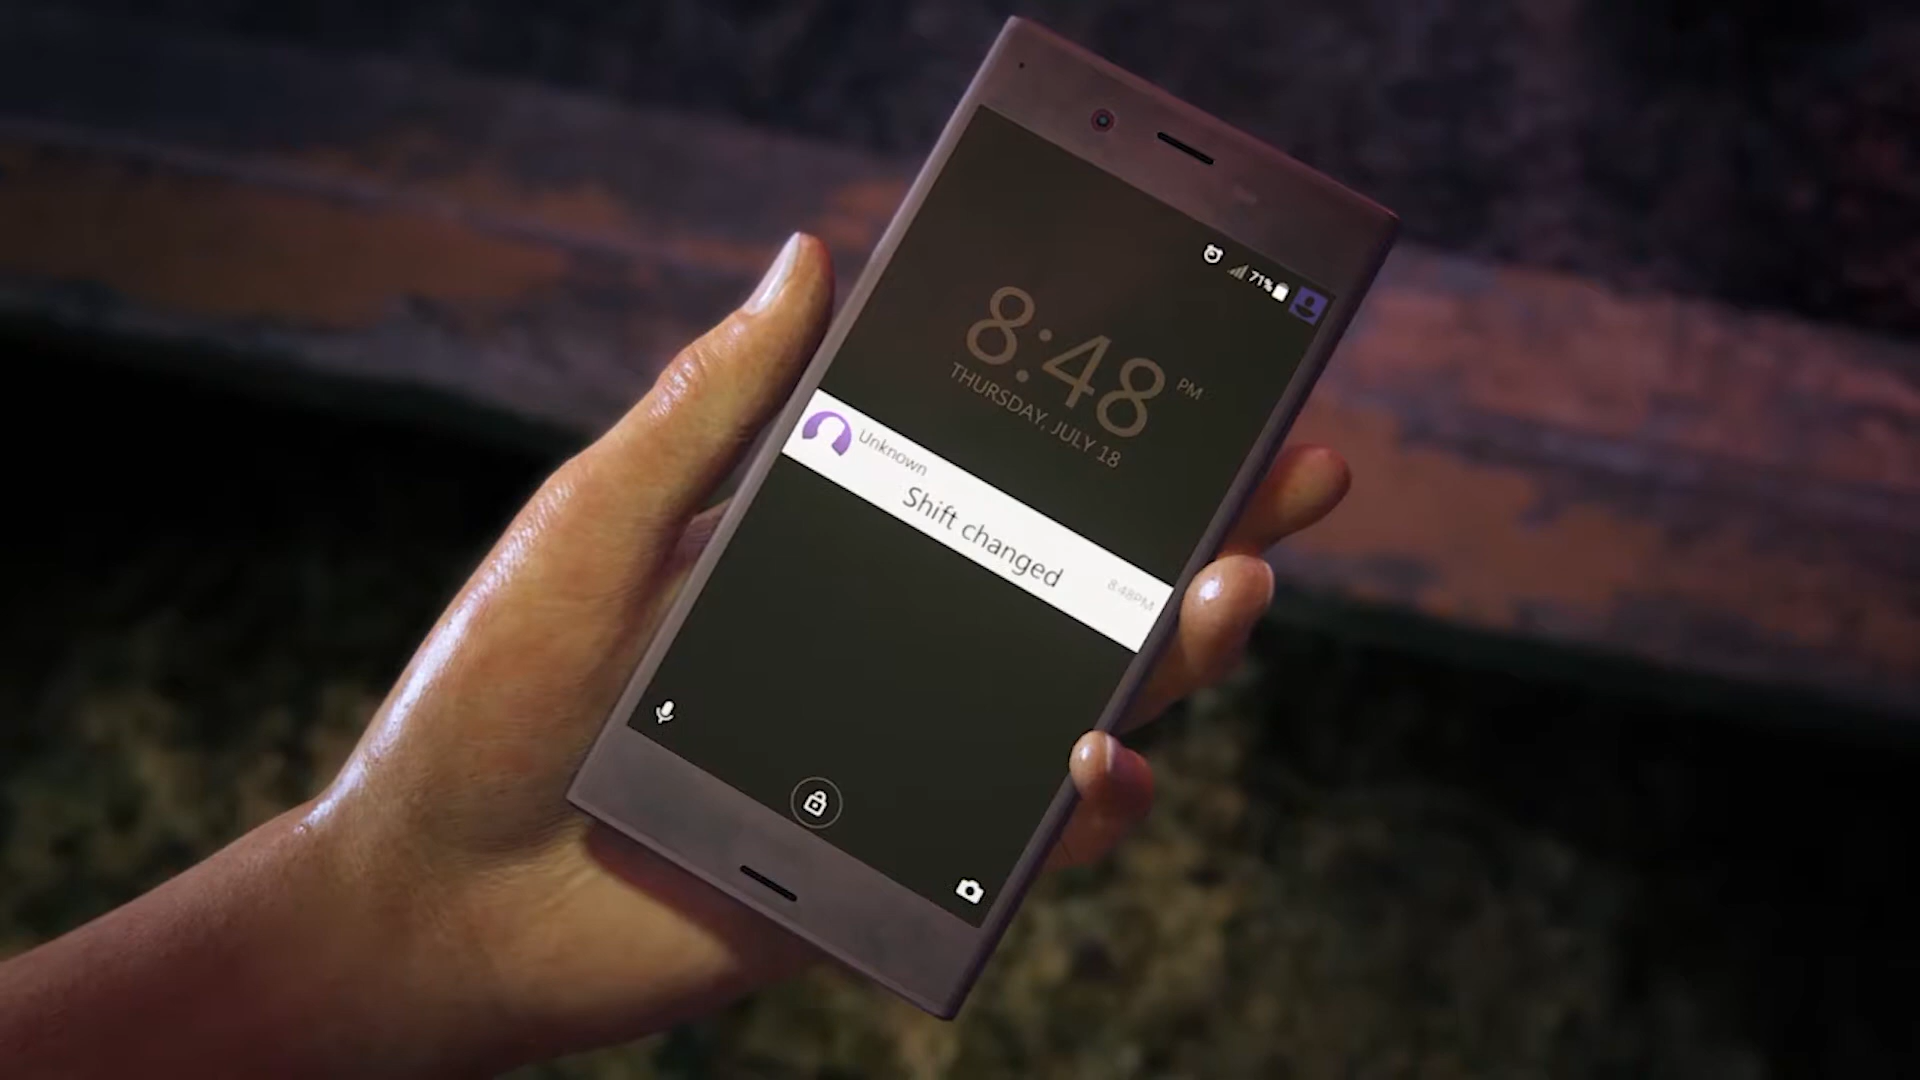 71%
8:48 PM
THURSDAY, JULY 18
Unknown
Shift changed
8:48PM